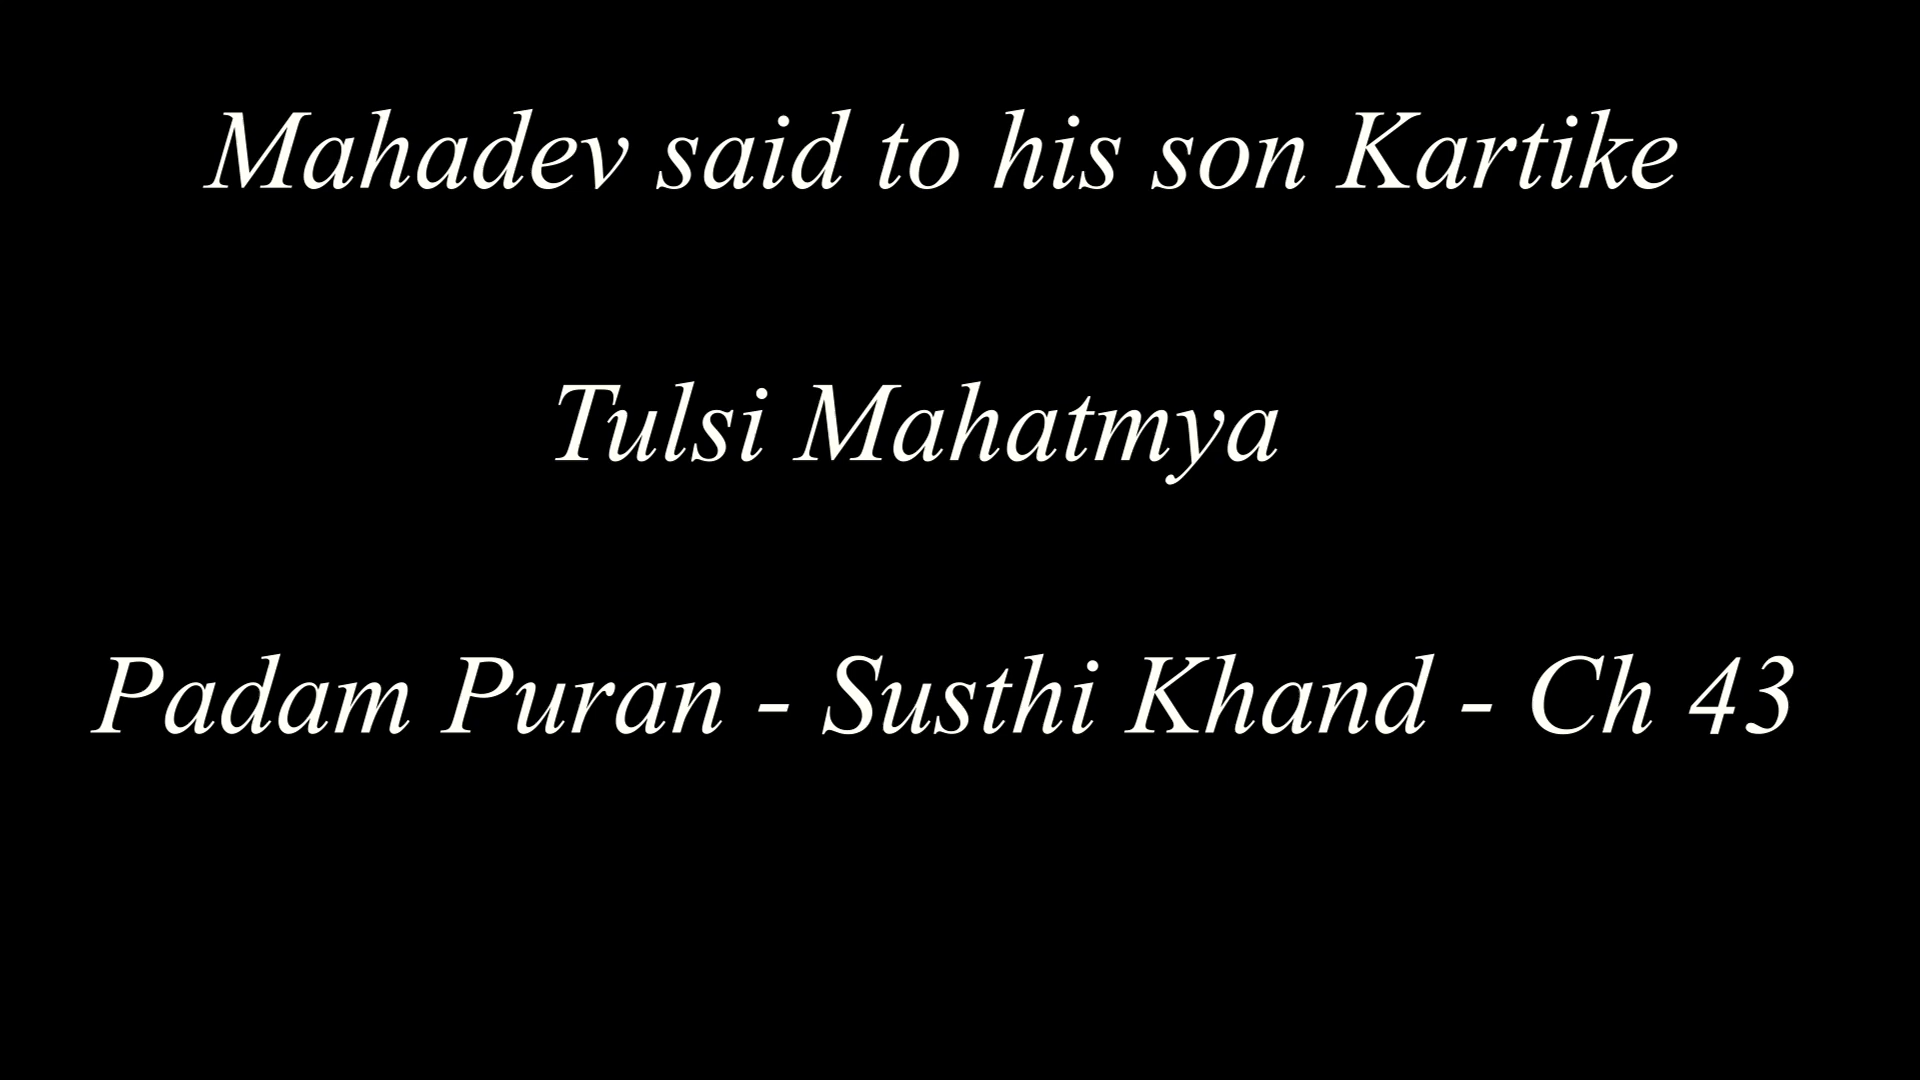 Mahadev said to his son Kartike
Tulsi Mahatmya
Padam Puran - Susthi Khand - Ch 43